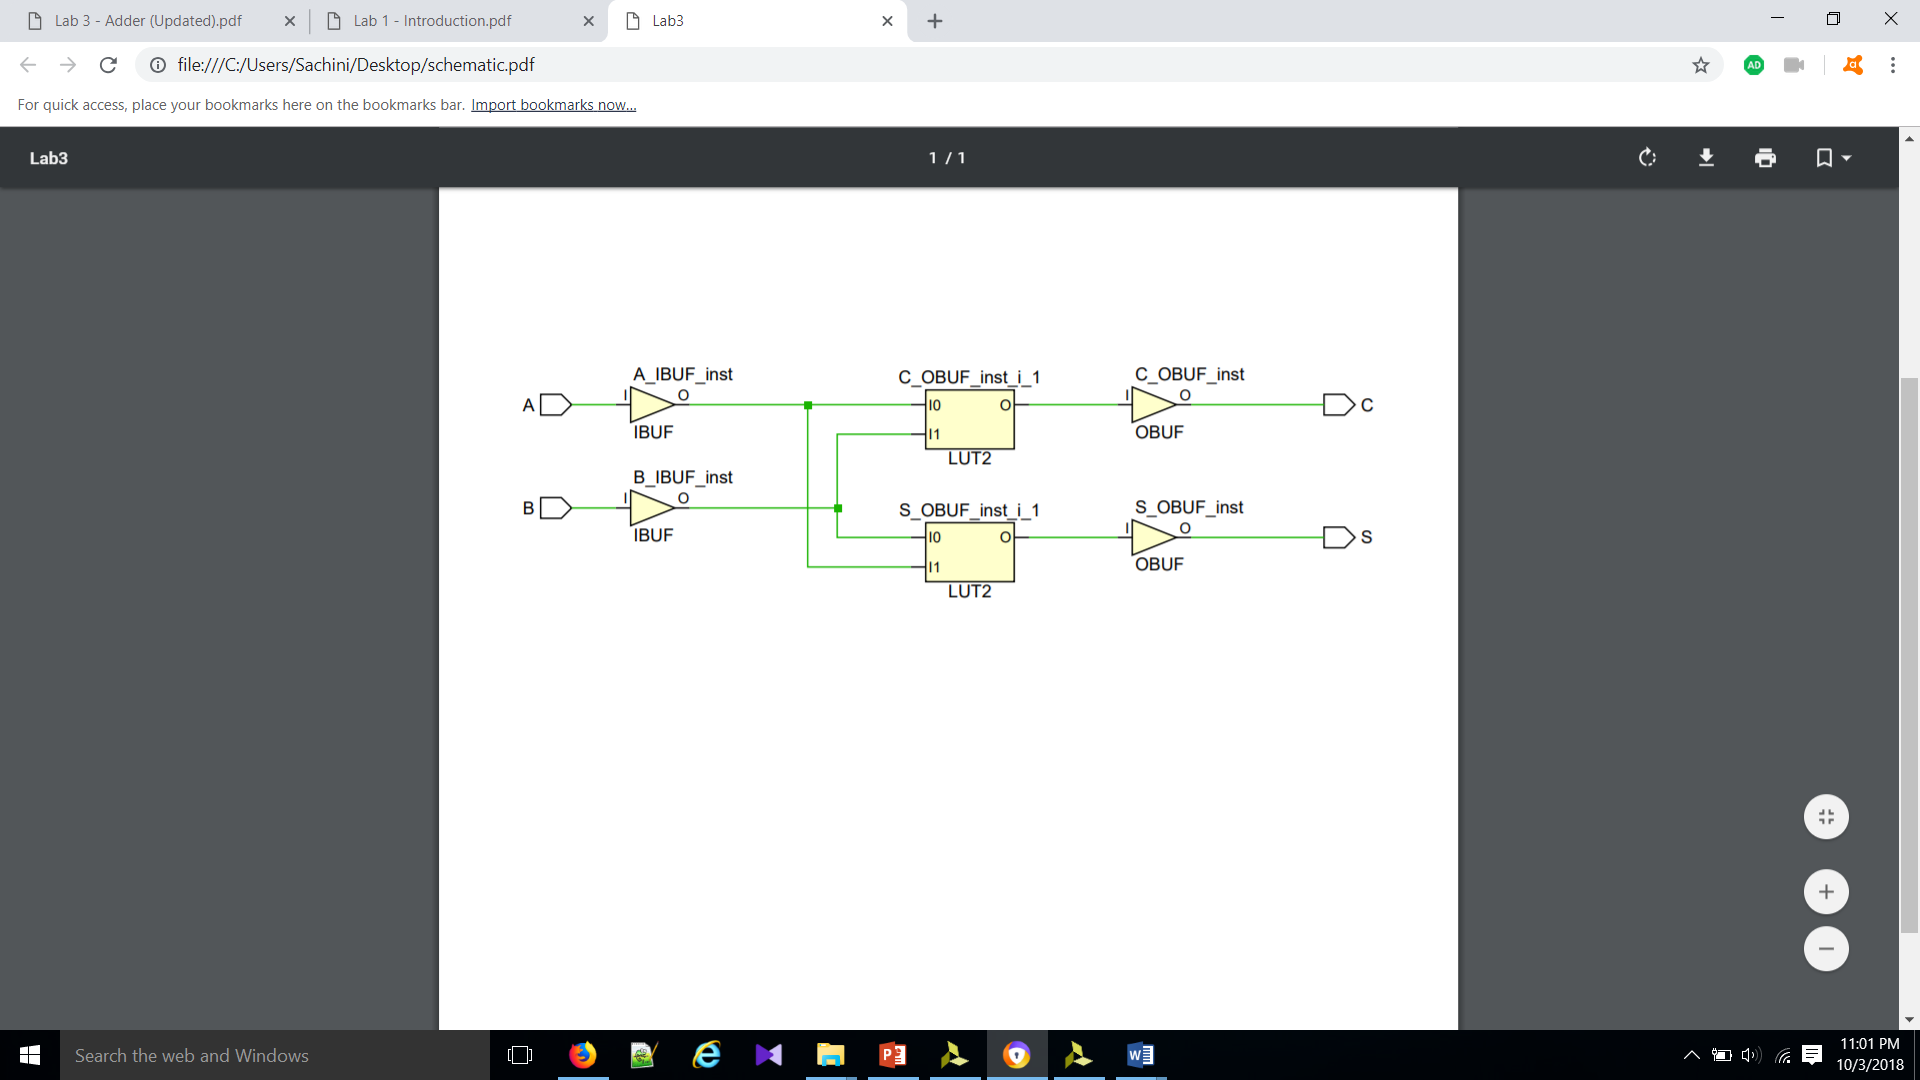 Lab 3 - Adder (Updated).pdf
Lab 1 - Introduction.pdf
Lab3
file:///C:/Users/Sachini/Desktop/schematic.pdf
AD
For quick access, place your bookmarks here on the bookmarks bar. Import bookmarks now...
Lab3
1 / 1
A_IBUF_inst
C_OBUF_inst_i_1
C_OBUF_inst
A
I
O
I0
O
I
O
C
IBUF
I1
OBUF
LUT2
B_IBUF_inst
B
I
O
S_OBUF_inst_i_1
S_OBUF_inst
IBUF
I0
O
I
O
S
I1
OBUF
LUT2
Search the web and Windows
11:01 PM
10/3/2018